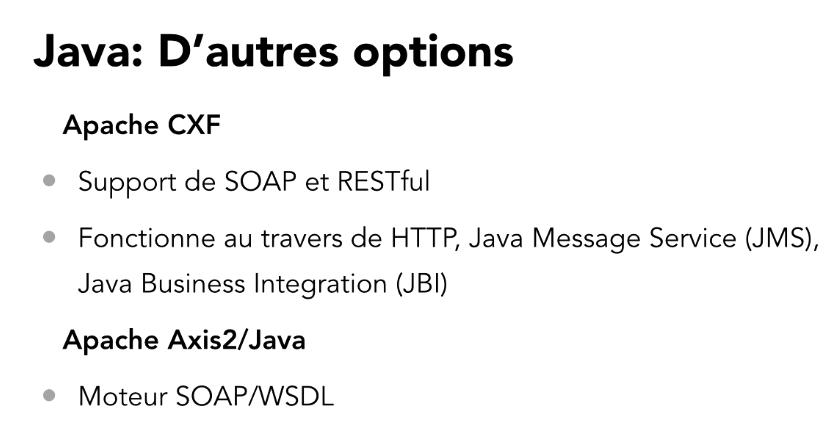 Java: D’autres options
Apache CXF
Support de SOAP et RESTful
Fonctionne au travers de HTTP, Java Message Service (JMS),
Java Business Integration (JBI)
Apache Axis2/Java
Moteur SOAP/WSDL